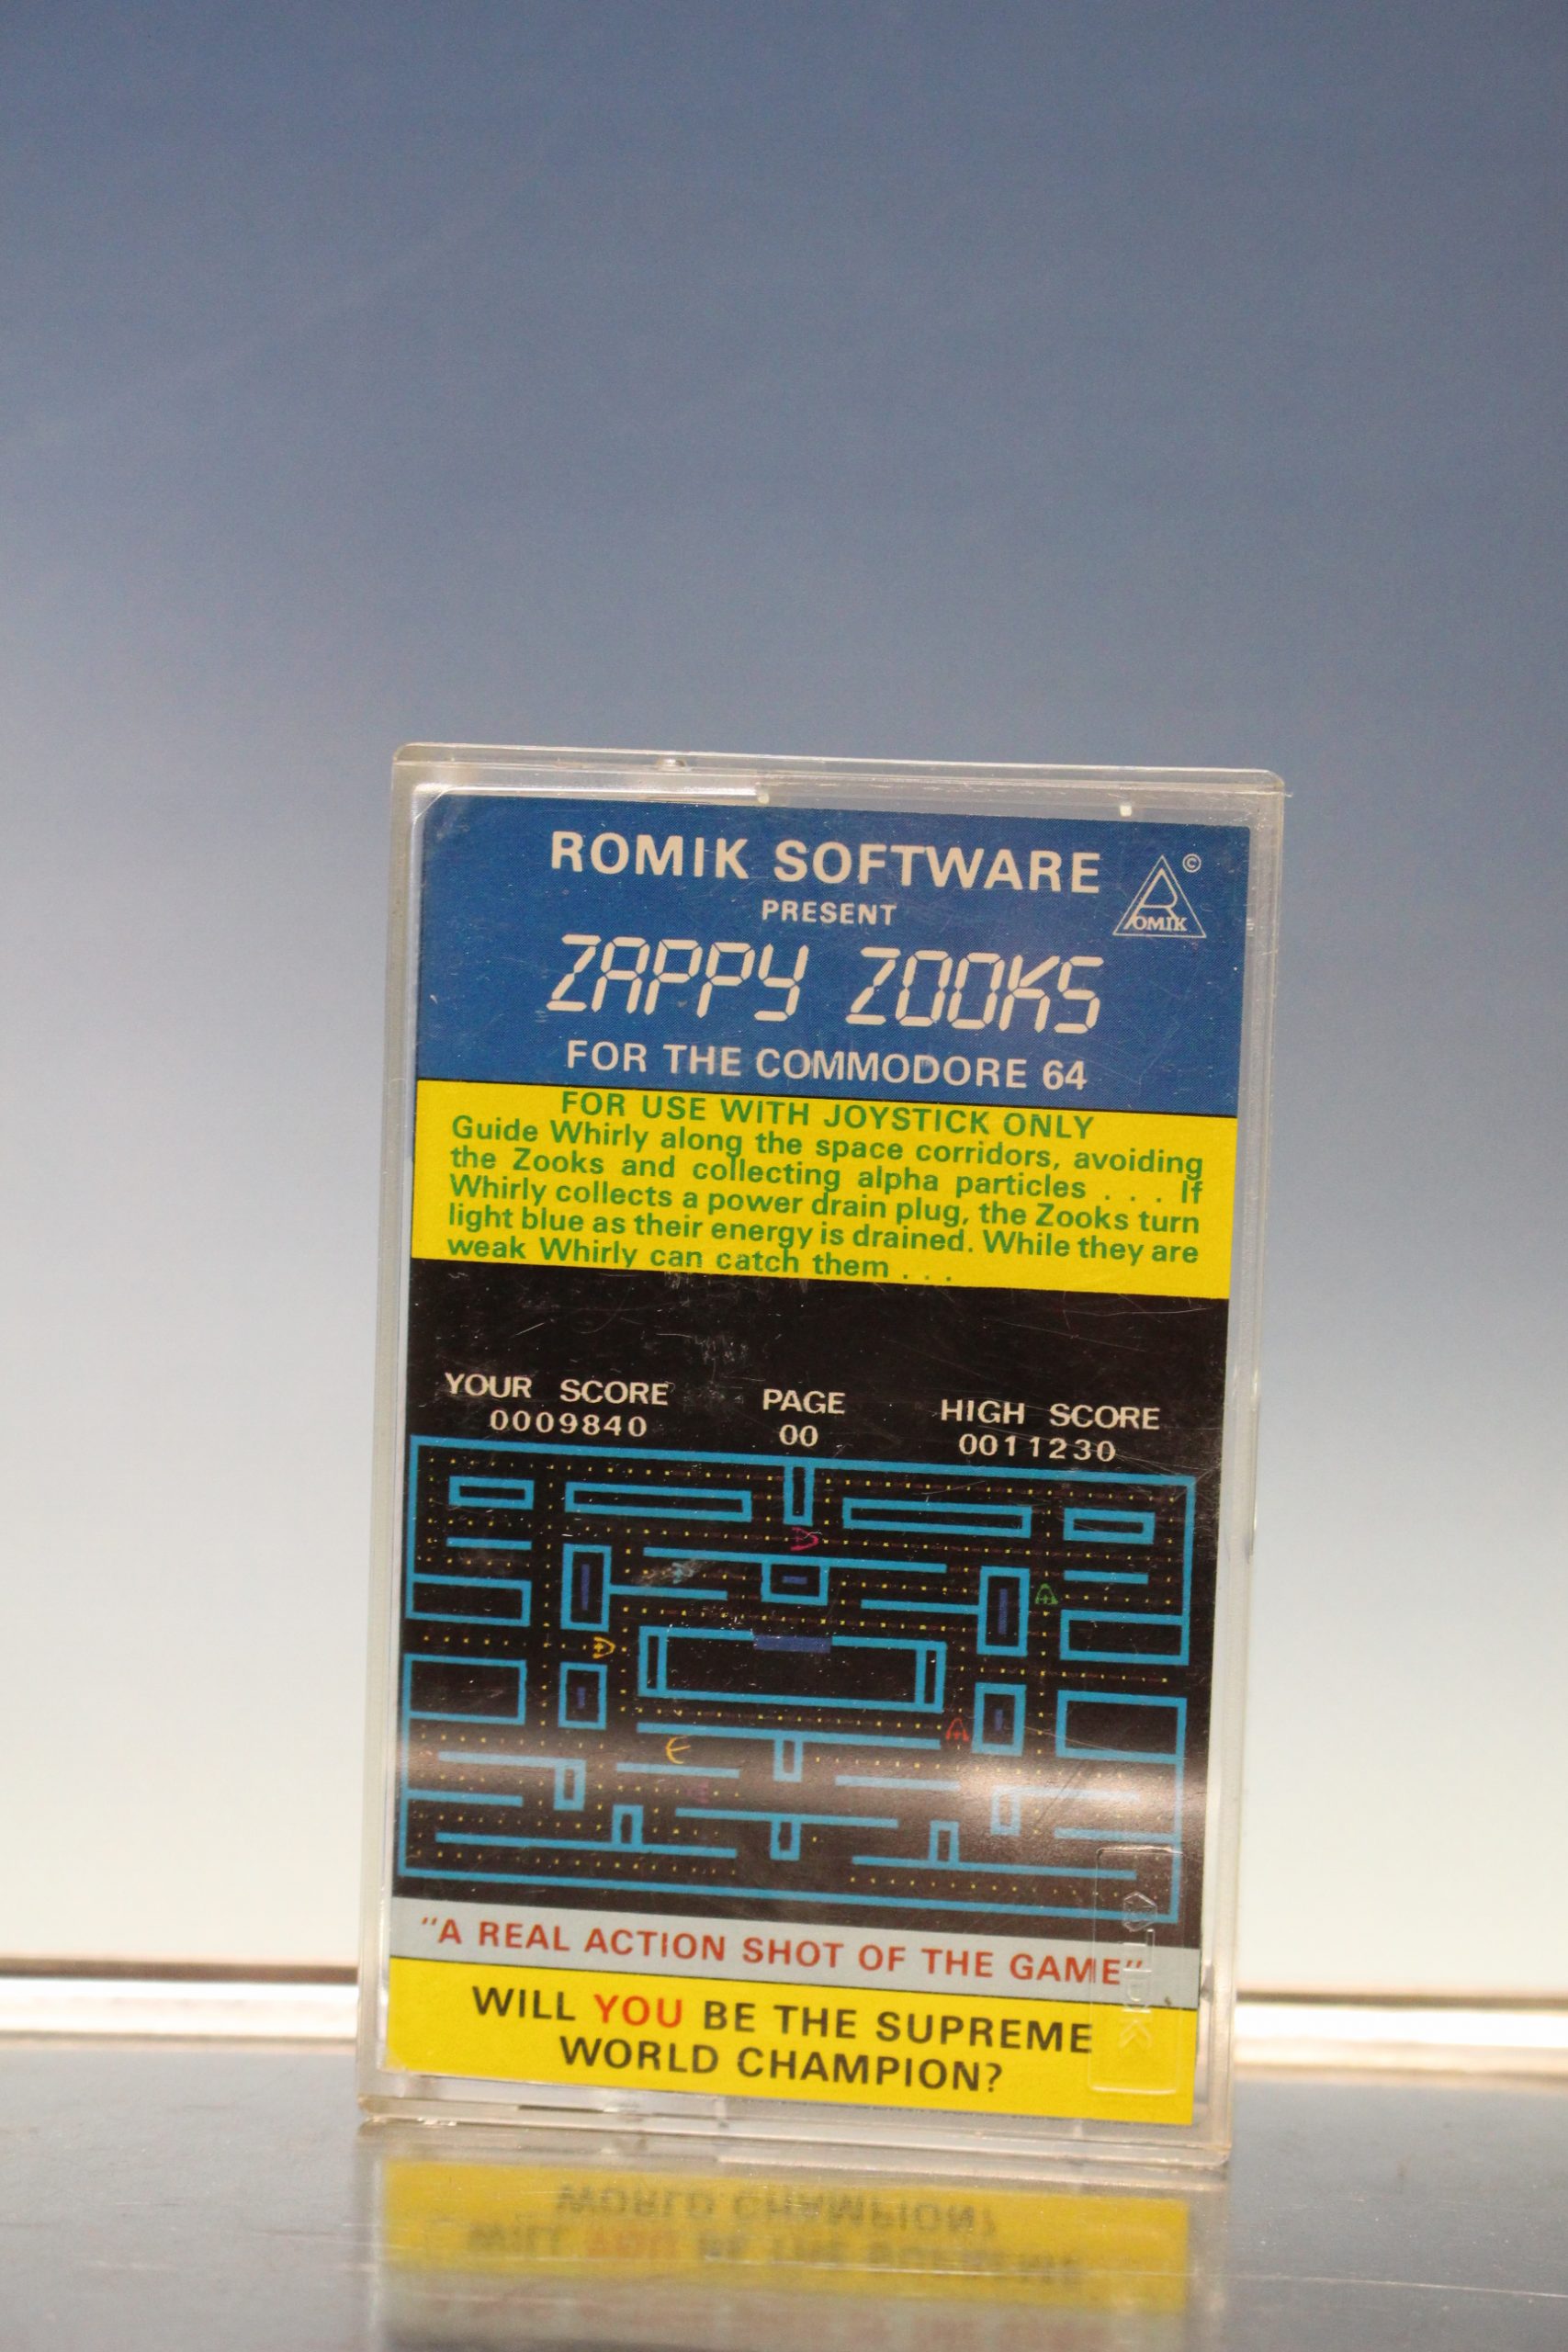 ROMIK SOFTWARE
©
ROMIK
PRESENT
ZAPPY ZOOKS
FOR THE COMMODORE 64
FOR USE WITH JOYSTICK ONLY
Guide Whirly along the space corridors, avoiding
the Zooks and collecting alpha particles . . . If
Whirly collects a power drain plug, the Zooks turn
light blue as their energy is drained. While they are
weak Whirly can catch them . . .
YOUR SCORE PAGE HIGH SCORE
0009840 00 0011230
"A REAL ACTION SHOT OF THE GAME"
WILL YOU BE THE SUPREME
WORLD CHAMPION?
TDK